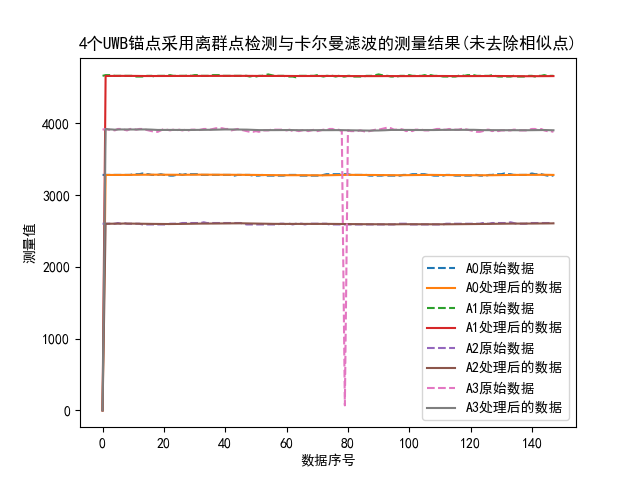 4个UWB锚点采用离群点检测与卡尔曼滤波的测量结果(未去除相似点)
测量值
4000
3000
2000
1000
0
0 20 40 60 80 100 120 140
数据序号
A0原始数据
A0处理后的数据
A1原始数据
A1处理后的数据
A2原始数据
A2处理后的数据
A3原始数据
A3处理后的数据